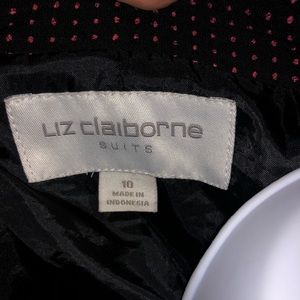 Liz claiborne
SUITS
10
MADE IN
INDONESIA